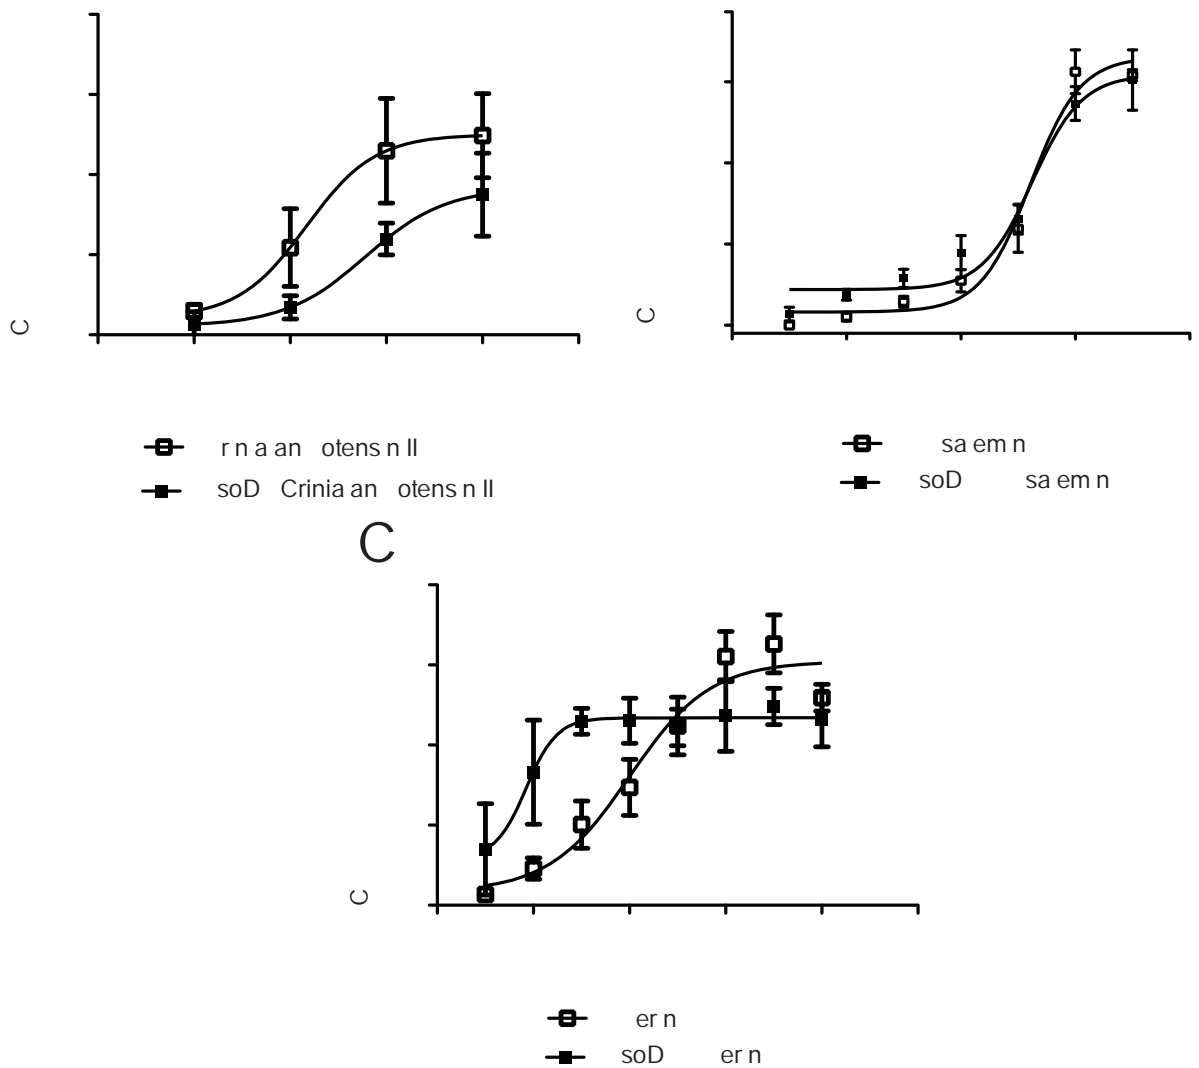 C
C
r n a an otens n II
soD Crinia an otens n II
sa em n
soD sa em n
C
C
er n
soD er n